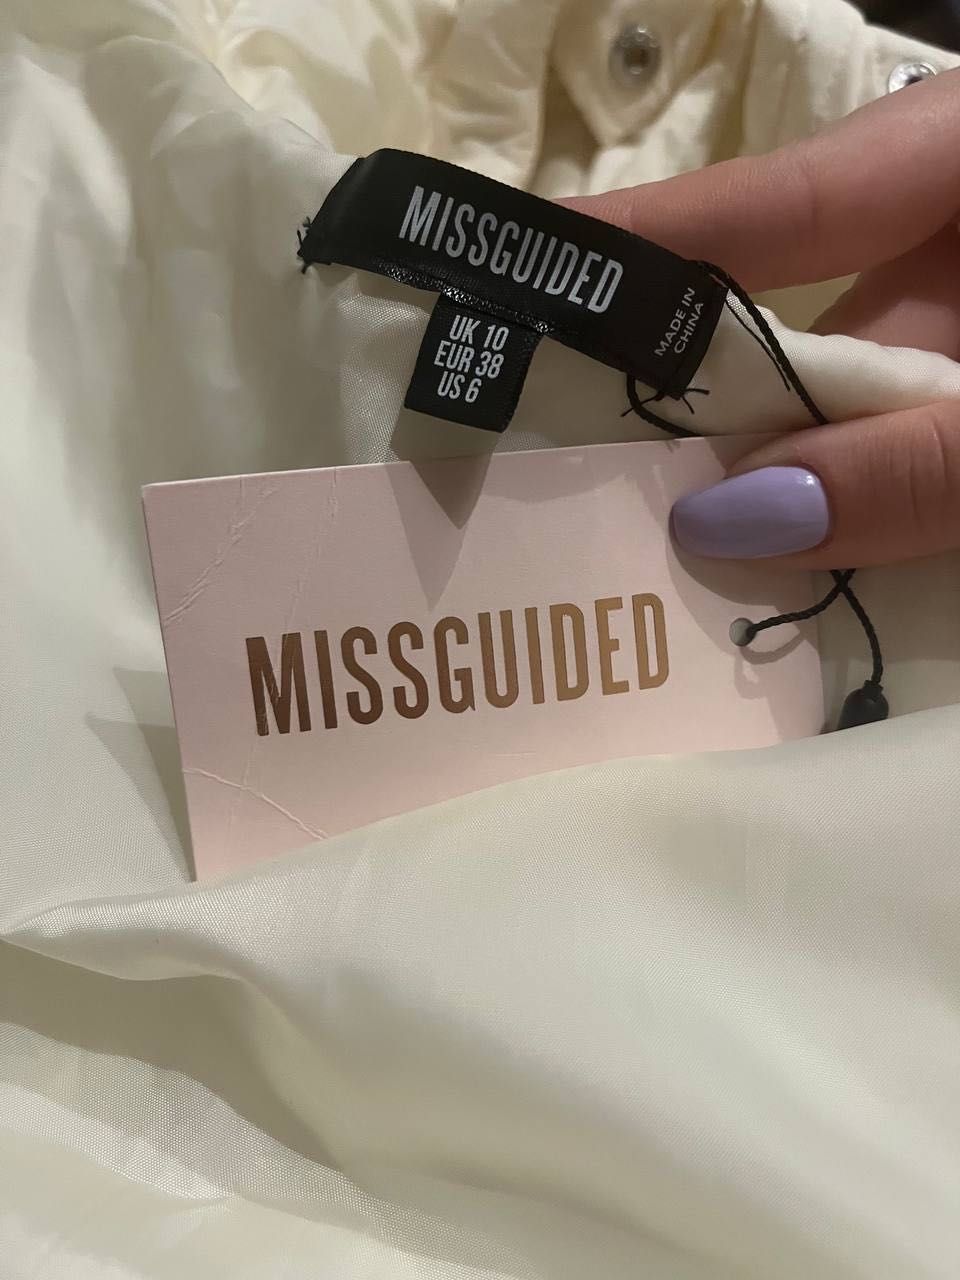 MISSGUIDED
MADE IN
CHINA
UK 10
EUR 38
US 6
MISSGUIDED